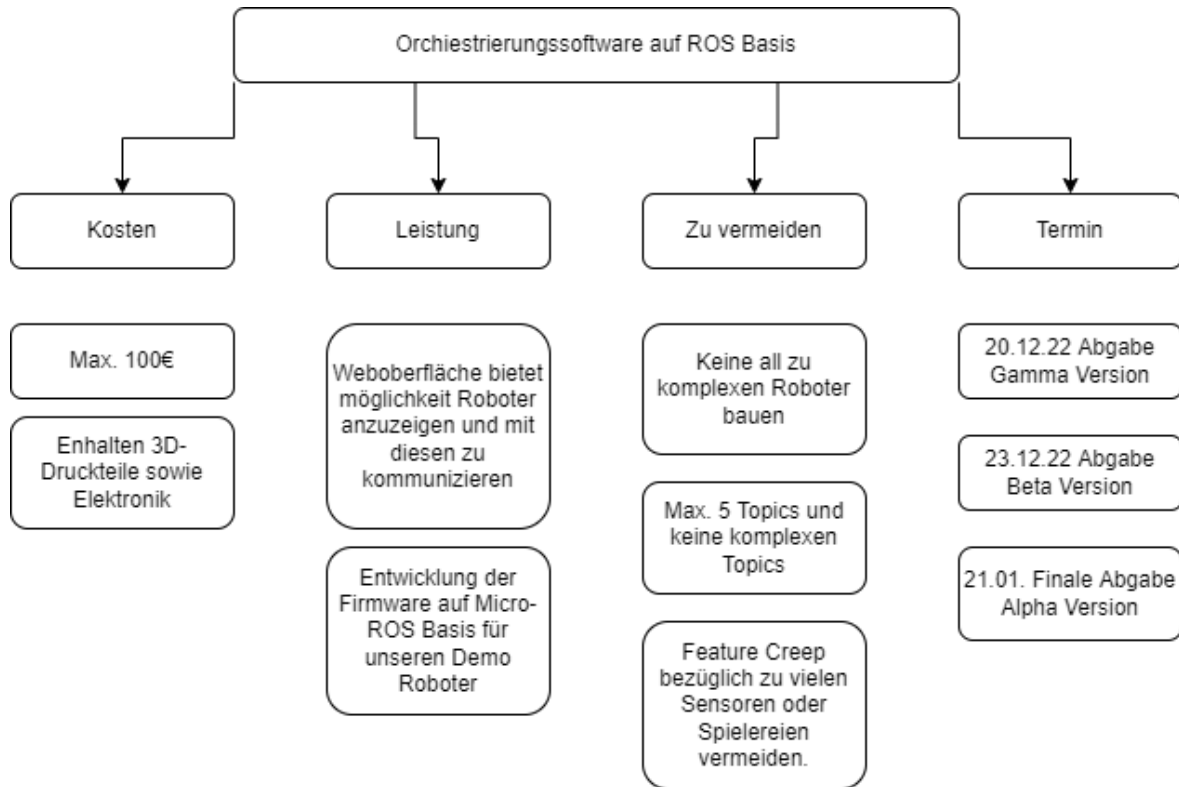 Orchiestrierungssoftware auf ROS Basis
Kosten
Leistung
Zu vermeiden
Termin
Max. 100€
Enhalten 3D-
Druckteile sowie
Elektronik
Weboberfläche bietet
möglichkeit Roboter
anzuzeigen und mit
diesen zu
kommunizieren
Entwicklung der
Firmware auf Micro-
ROS Basis für
unseren Demo
Roboter
Keine all zu
komplexen Roboter
bauen
Max. 5 Topics und
keine komplexen
Topics
Feature Creep
bezüglich zu vielen
Sensoren oder
Spielereien
vermeiden.
20.12.22 Abgabe
Gamma Version
23.12.22 Abgabe
Beta Version
21.01. Finale Abgabe
Alpha Version